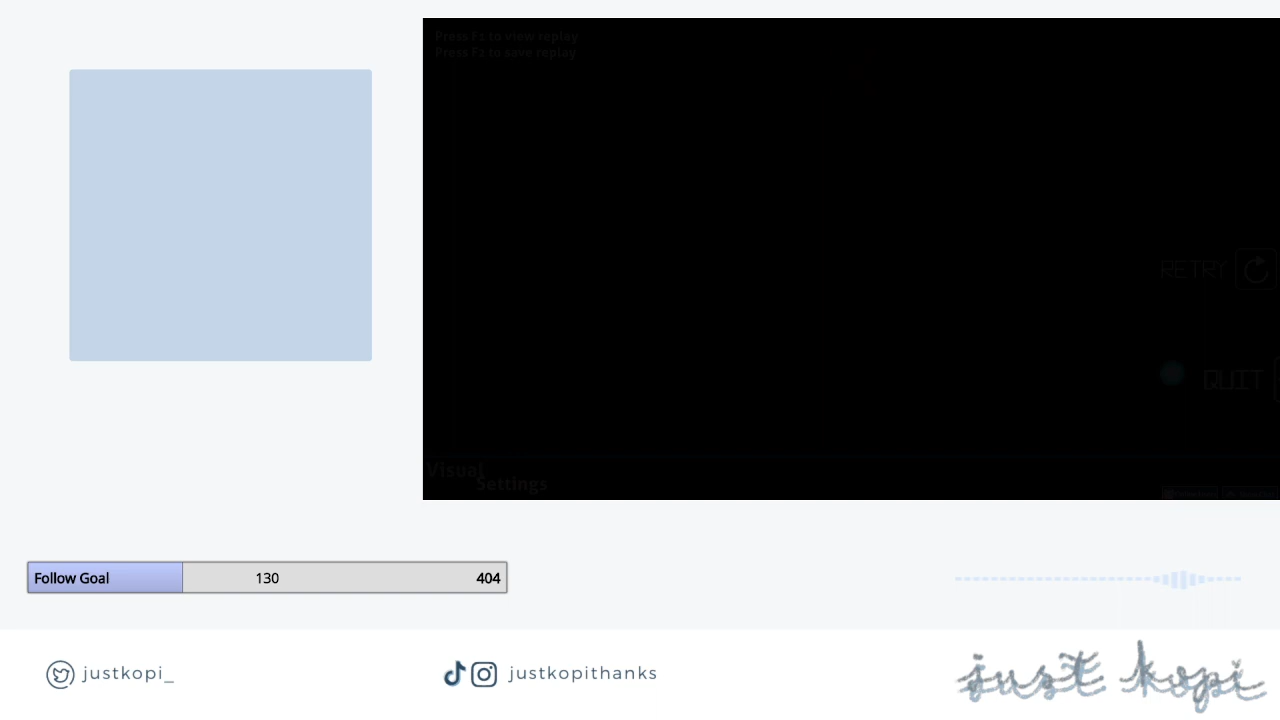 Press F1 to view replay
Press F2 to save replay
RETRY
QUIT
Visual
Settings
Follow Goal 130 404
justkopi_
justkopithanks
just kopi